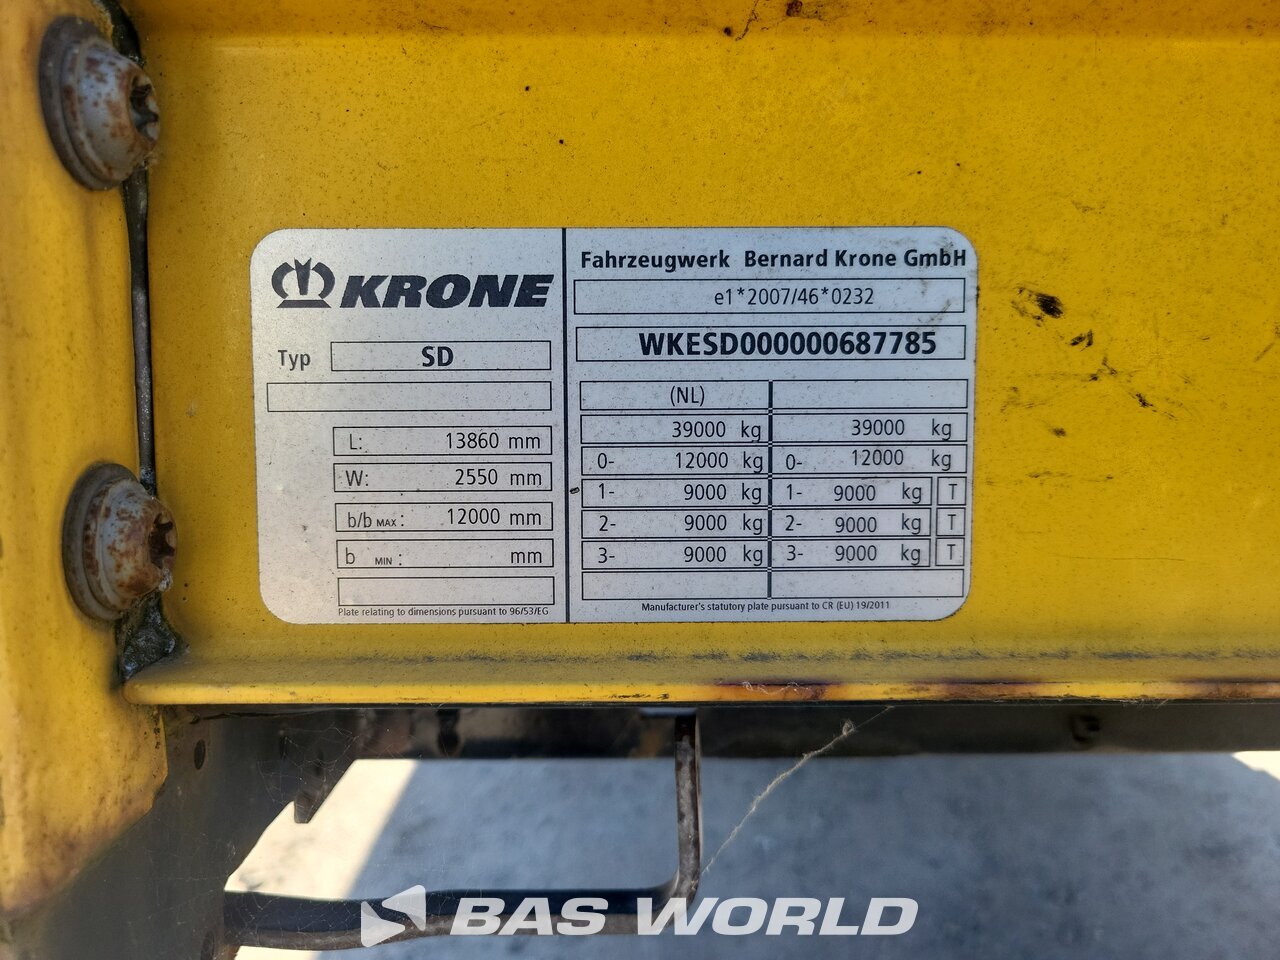 KRONE
Typ SD
L: 13860 mm
W: 2550 mm
b/b MAX: 12000 mm
b MIN: mm
Plate relating to dimensions pursuant to 96/53/EG
Fahrzeugwerk Bernard Krone GmbH
e1*2007/46*0232
WKESD000000687785
(NL)
39000 kg 39000 kg
0- 12000 kg 0- 12000 kg
1- 9000 kg 1- 9000 kg T
2- 9000 kg 2- 9000 kg T
3- 9000 kg 3- 9000 kg T
Manufacturer's statutory plate pursuant to CR (EU) 19/2011
BAS WORLD